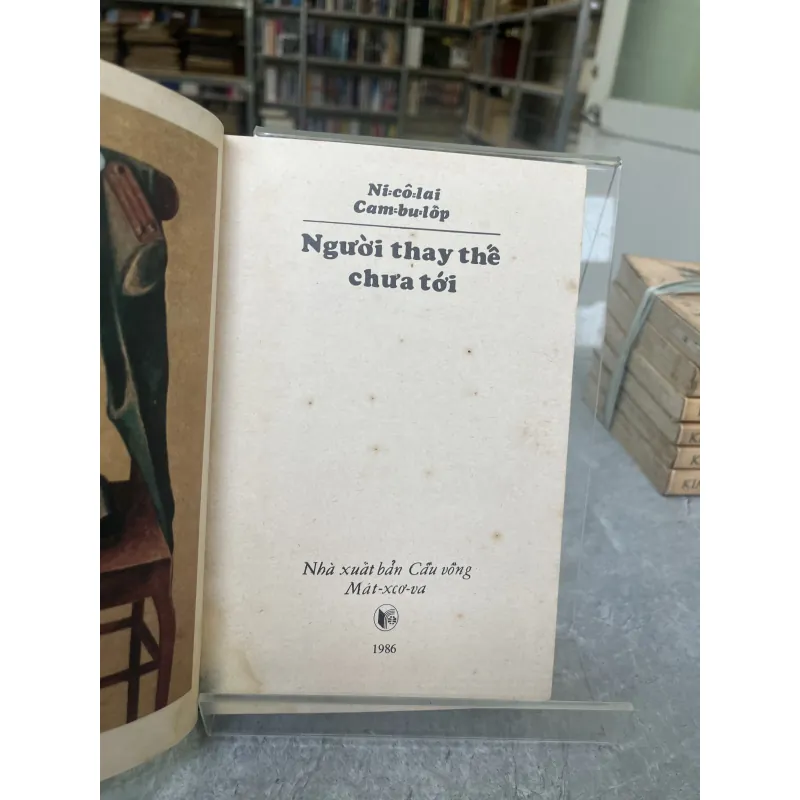 Ni-cô-lai
Cam-bu-lôp
Người thay thế
chưa tới
Nhà xuất bản Cầu vồng
Mát-xcơ-va
1986